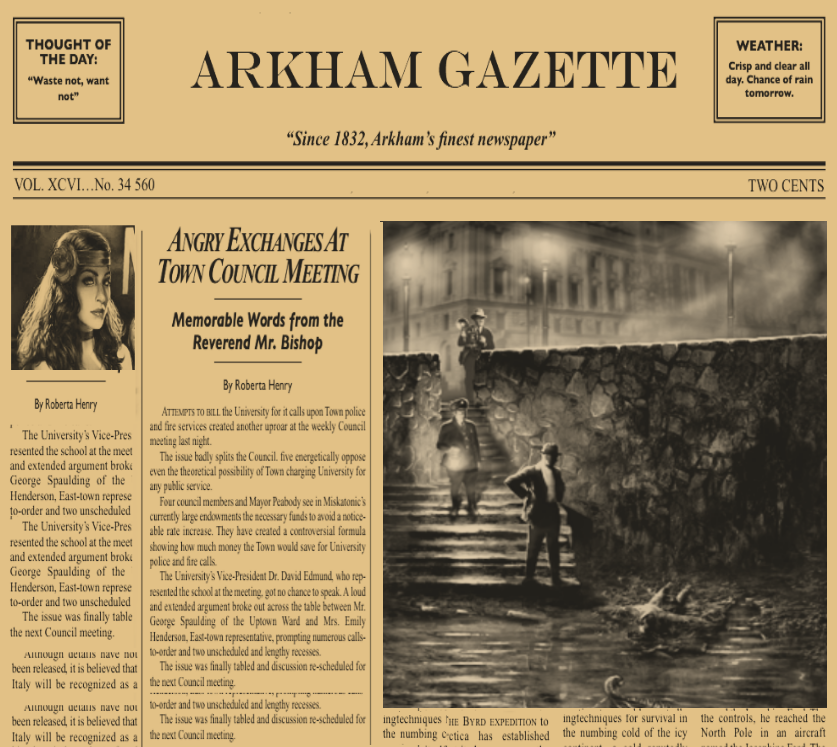 THOUGHT OF
THE DAY:
“Waste not, want
not”
ARKHAM GAZETTE
“Since 1832, Arkham’s finest newspaper”
WEATHER:
Crisp and clear all
day. Chance of rain
tomorrow.
VOL. XCVI…No. 34 560
TWO CENTS
By Roberta Henry
The University’s Vice-Pres
resented the school at the meet
and extended argument broke
George Spaulding of the
Henderson, East-town represe
to-order and two unscheduled
The University’s Vice-Pres
resented the school at the meet
and extended argument broke
George Spaulding of the
Henderson, East-town represe
to-order and two unscheduled
The issue was finally table
the next Council meeting.
Although details have not
been released, it is believed that
Italy will be recognized as a
Although details have not
been released, it is believed that
Italy will be recognized as a
ANGRY EXCHANGES AT
TOWN COUNCIL MEETING
Memorable Words from the
Reverend Mr. Bishop
By Roberta Henry
ATTEMPTS TO BILL the University for it calls upon Town police
and fire services created another uproar at the weekly Council
meeting last night.
The issue badly splits the Council. five energetically oppose
even the theoretical possibility of Town charging University for
any public service.
Four council members and Mayor Peabody see in Miskatonic’s
currently large endowments the necessary funds to avoid a notice-
able rate increase. They have created a controversial formula
showing how much money the Town would save for University
police and fire calls.
The University’s Vice-President Dr. David Edmund, who rep-
resented the school at the meeting, got no chance to speak. A loud
and extended argument broke out across the table between Mr.
George Spaulding of the Uptown Ward and Mrs. Emily
Henderson, East-town representative, prompting numerous calls-
to-order and two unscheduled and lengthy recesses.
The issue was finally tabled and discussion re-scheduled for
the next Council meeting.
to-order and two unscheduled and lengthy recesses.
The issue was finally tabled and discussion re-scheduled for
the next Council meeting.
ingtechniques
the numbing c
THE BYRD EXPEDITION to
ctica has established
ingtechniques for survival in
the numbing cold of the icy
the controls, he reached the
North Pole in an aircraft